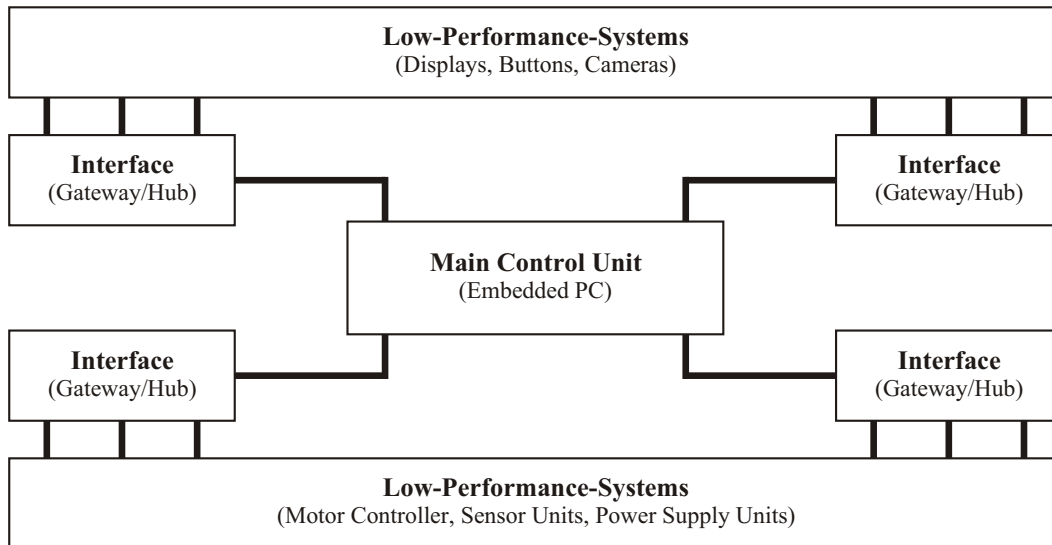 Low-Performance-Systems
(Displays, Buttons, Cameras)
Interface
(Gateway/Hub)
Interface
(Gateway/Hub)
Main Control Unit
(Embedded PC)
Interface
(Gateway/Hub)
Interface
(Gateway/Hub)
Low-Performance-Systems
(Motor Controller, Sensor Units, Power Supply Units)